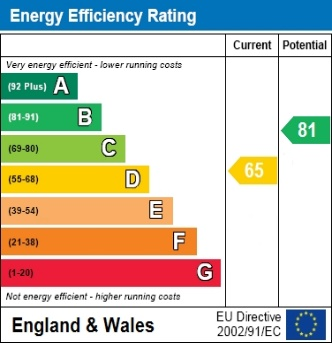 Energy Efficiency Rating
Current Potential
Very energy efficient - lower running costs
(92 Plus) A
(81-91) B
(69-80) C
(55-68) D
(39-54) E
(21-38) F
(1-20) G
65
81
Not energy efficient - higher running costs
England & Wales
EU Directive
2002/91/EC